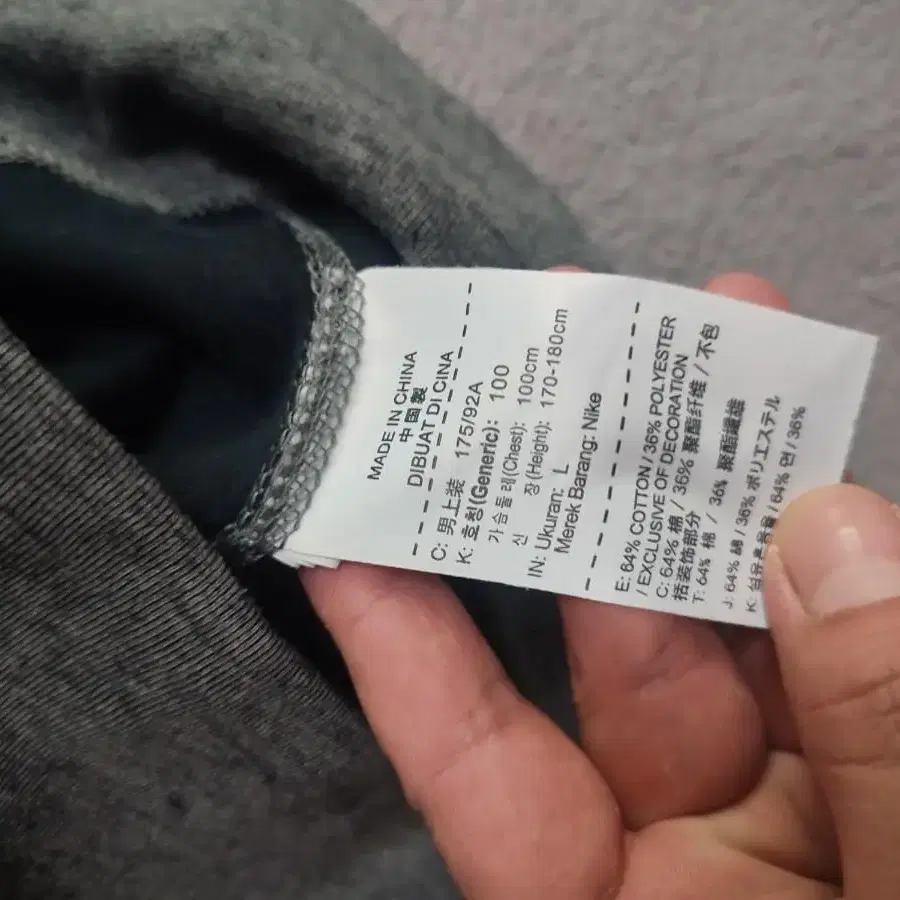 MADE IN CHINA
中国製
DIBUAT DI CINA
C: 男上装 175/92A
K: 호칭(Generic): 100
가슴둘레(Chest): 100cm
신 장(Height): 170-180cm
IN: Ukuran: L
Merek Barang: Nike
E: 64% COTTON / 36% POLYESTER
/ EXCLUSIVE OF DECORATION
C: 64% 棉 / 36% 聚酯纤维 / 不包
括装饰部分
T: 64% 棉 / 36% 聚酯纖維
J: 64% 綿 / 36% ポリエステル
K: 64% 면 / 36%